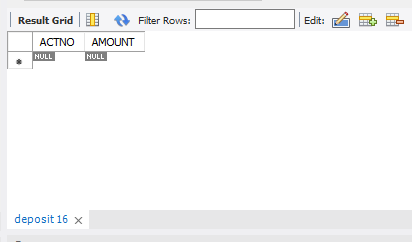 Result Grid Filter Rows: Edit:
ACTNO AMOUNT
NULL NULL
deposit 16